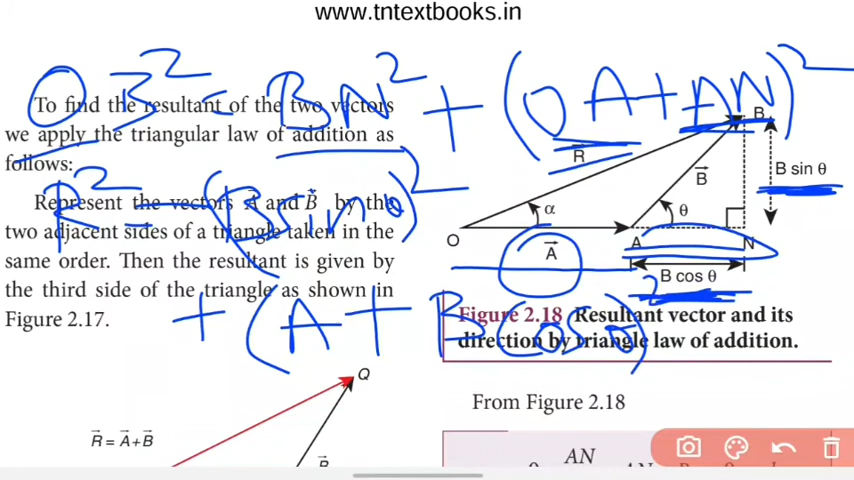 www.tntextbooks.in
OB² = BN² + (OA + AN)²
R² = (B sin θ)²
+ (A + B cos θ)²
To find the resultant of the two vectors
we apply the triangular law of addition as
follows:
Represent the vectors A and B by the
two adjacent sides of a triangle taken in the
same order. Then the resultant is given by
the third side of the triangle as shown in
Figure 2.17.
Q
R = A + B
B
B
R
B
B sin θ
α
θ
O
A
A
N
B cos θ
Figure 2.18 Resultant vector and its
direction by triangle law of addition.
From Figure 2.18
AN